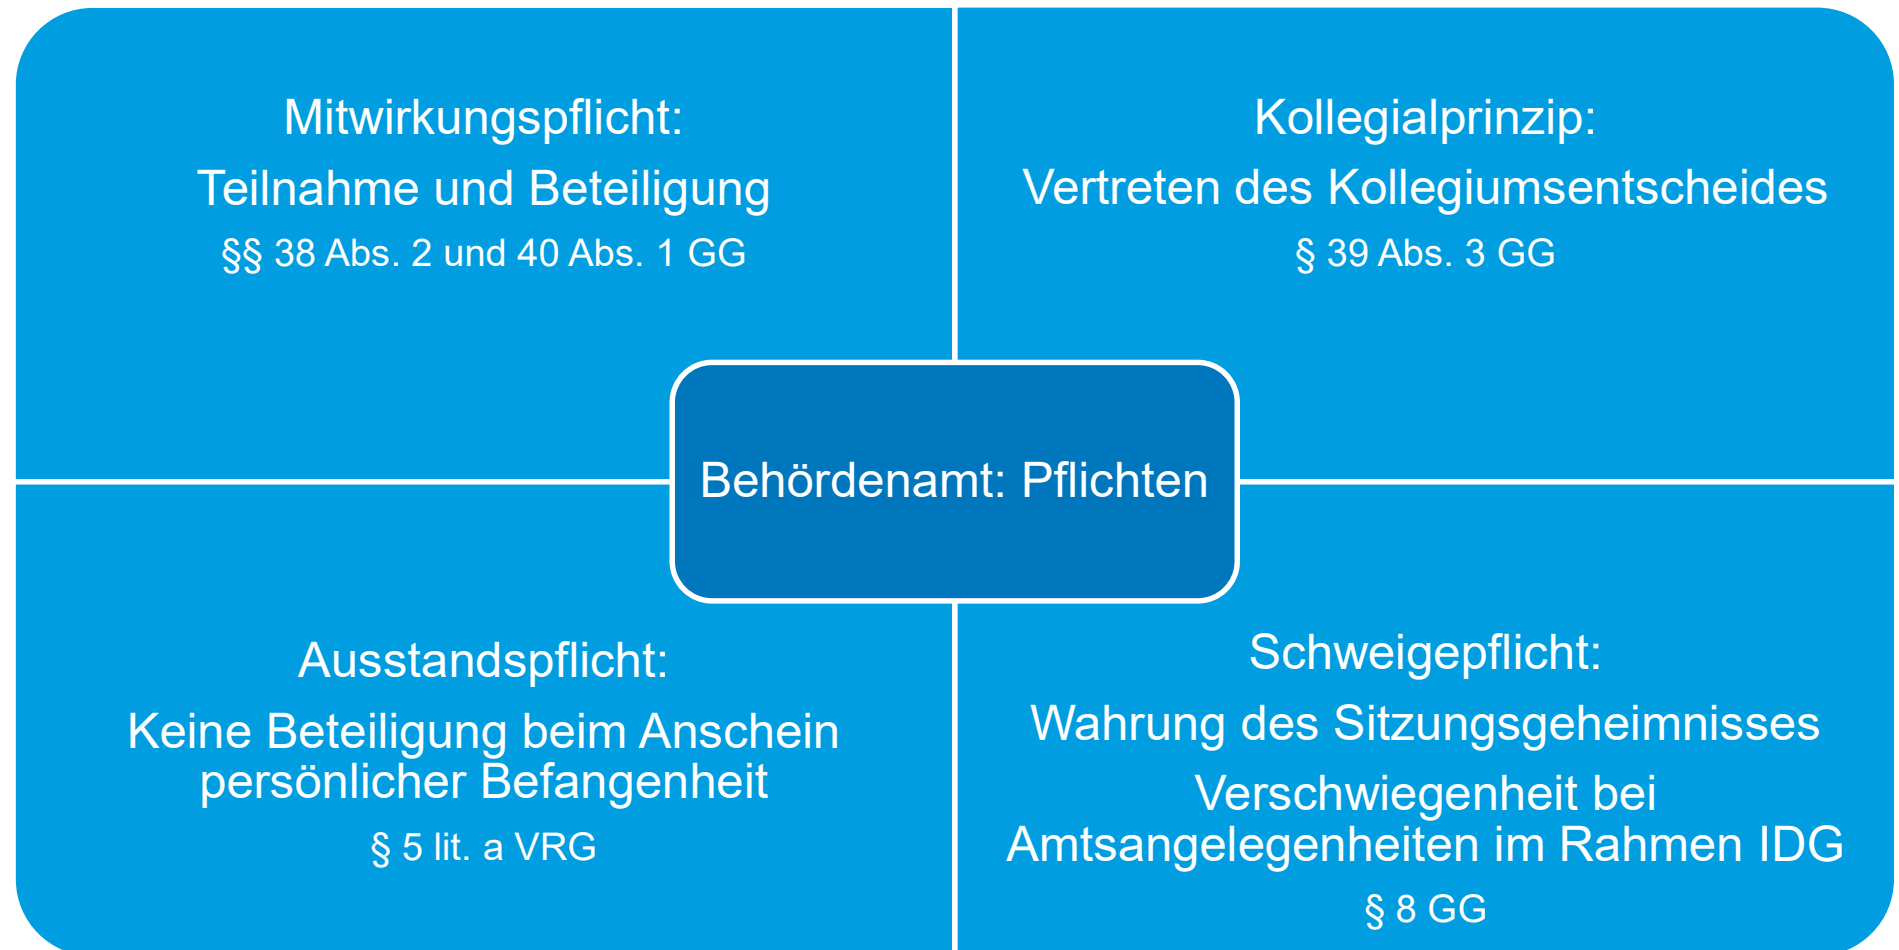 Mitwirkungspflicht:
Teilnahme und Beteiligung
§§ 38 Abs. 2 und 40 Abs. 1 GG
Kollegialprinzip:
Vertreten des Kollegiumsentscheides
§ 39 Abs. 3 GG
Behördenamt: Pflichten
Ausstandspflicht:
Keine Beteiligung beim Anschein
persönlicher Befangenheit
§ 5 lit. a VRG
Schweigepflicht:
Wahrung des Sitzungsgeheimnisses
Verschwiegenheit bei
Amtsangelegenheiten im Rahmen IDG
§ 8 GG